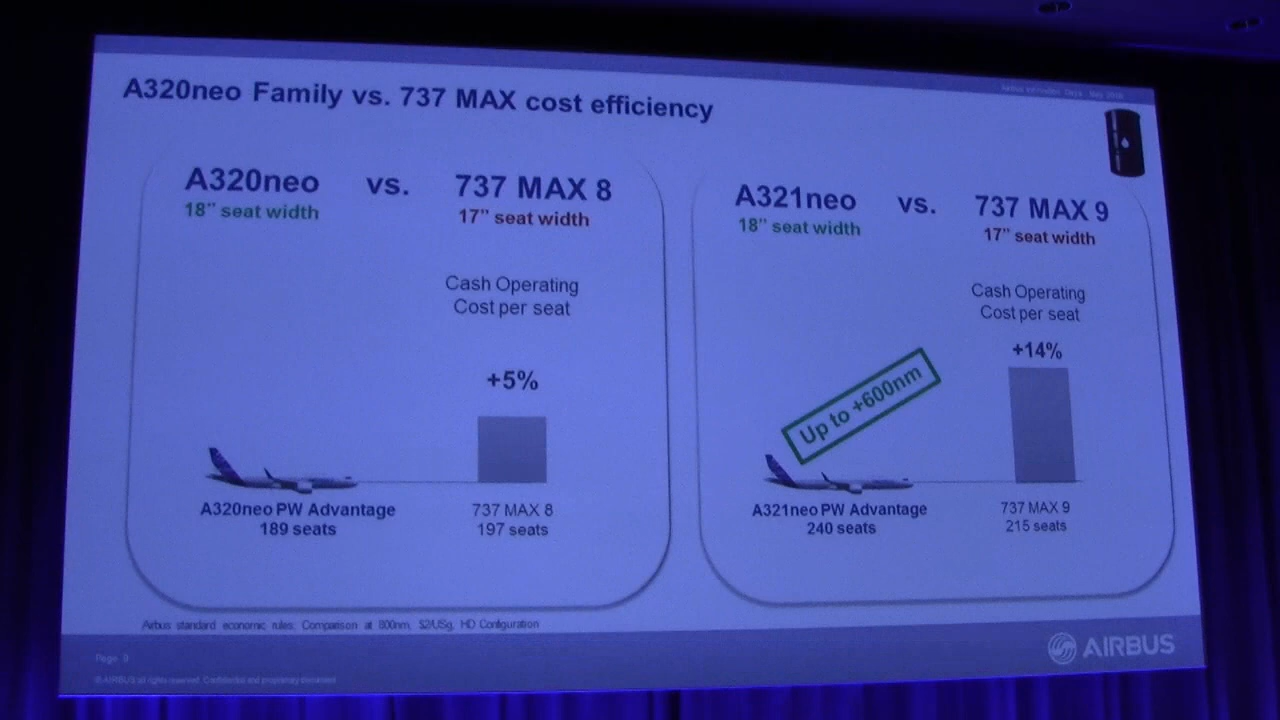 A320neo Family vs. 737 MAX cost efficiency
A320neo vs. 737 MAX 8
18” seat width 17” seat width
Cash Operating
Cost per seat
+5%
A320neo PW Advantage
189 seats
737 MAX 8
197 seats
A321neo vs. 737 MAX 9
18” seat width 17” seat width
Cash Operating
Cost per seat
+14%
Up to +600nm
A321neo PW Advantage
240 seats
737 MAX 9
215 seats
Airbus standard economic rules; Comparison at 800nm, $2/USg, HD Configuration
Page 9
AIRBUS
© AIRBUS all rights reserved. Confidential and proprietary document